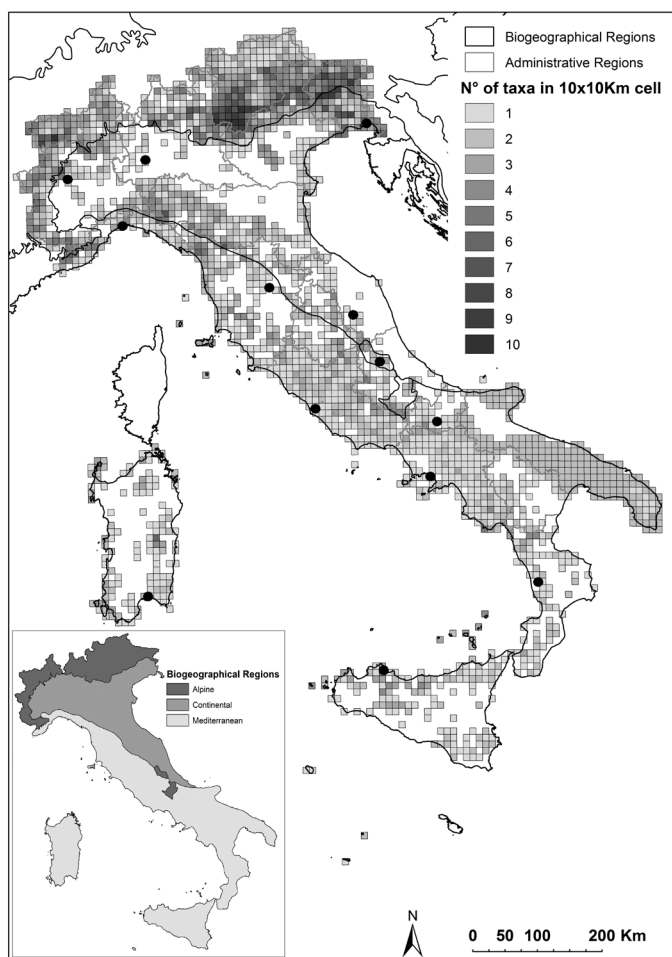 Biogeographical Regions
Administrative Regions
N° of taxa in 10x10Km cell
1
2
3
4
5
6
7
8
9
10
Biogeographical Regions
Alpine
Continental
Mediterranean
N
0 50 100 200 Km